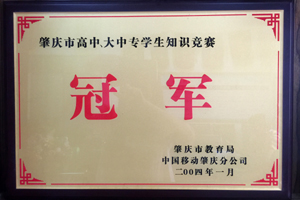 肇庆市高中、大中专学生知识竞赛
冠军
肇庆市教育局
中国移动肇庆分公司
二00四年一月